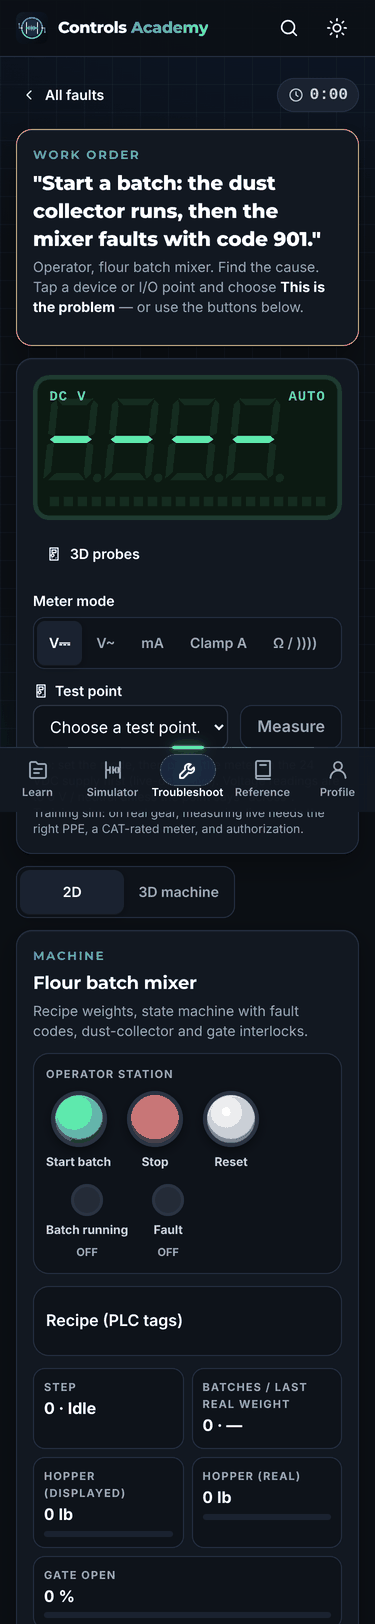 Controls Academy
All faults
0:00
WORK ORDER
"Start a batch: the dust
collector runs, then the
mixer faults with code 901."
Operator, flour batch mixer. Find the cause.
Tap a device or I/O point and choose This is
the problem — or use the buttons below.
DC V
AUTO
3D probes
Meter mode
V⎓
V~
mA
Clamp A
Ω / ))))
Test point
Choose a test point.
Measure
Learn
Simulator
Troubleshoot
Reference
Profile
Training sim: on real gear, measuring live needs the
right PPE, a CAT-rated meter, and authorization.
2D
3D machine
MACHINE
Flour batch mixer
Recipe weights, state machine with fault
codes, dust-collector and gate interlocks.
OPERATOR STATION
Start batch
Stop
Reset
Batch running
Fault
OFF
OFF
Recipe (PLC tags)
STEP
0 · Idle
BATCHES / LAST
REAL WEIGHT
0 · —
HOPPER
(DISPLAYED)
0 lb
HOPPER (REAL)
0 lb
GATE OPEN
0 %